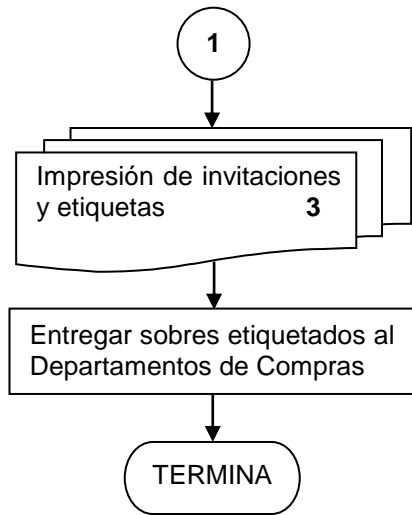 1
Impresión de invitaciones
y etiquetas 3
Entregar sobres etiquetados al
Departamentos de Compras
TERMINA